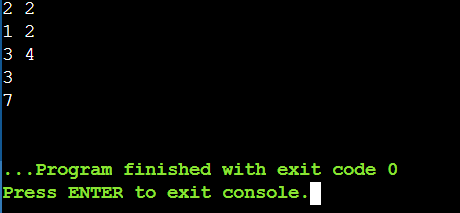 2 2
1 2
3 4
3
7
...Program finished with exit code 0
Press ENTER to exit console.